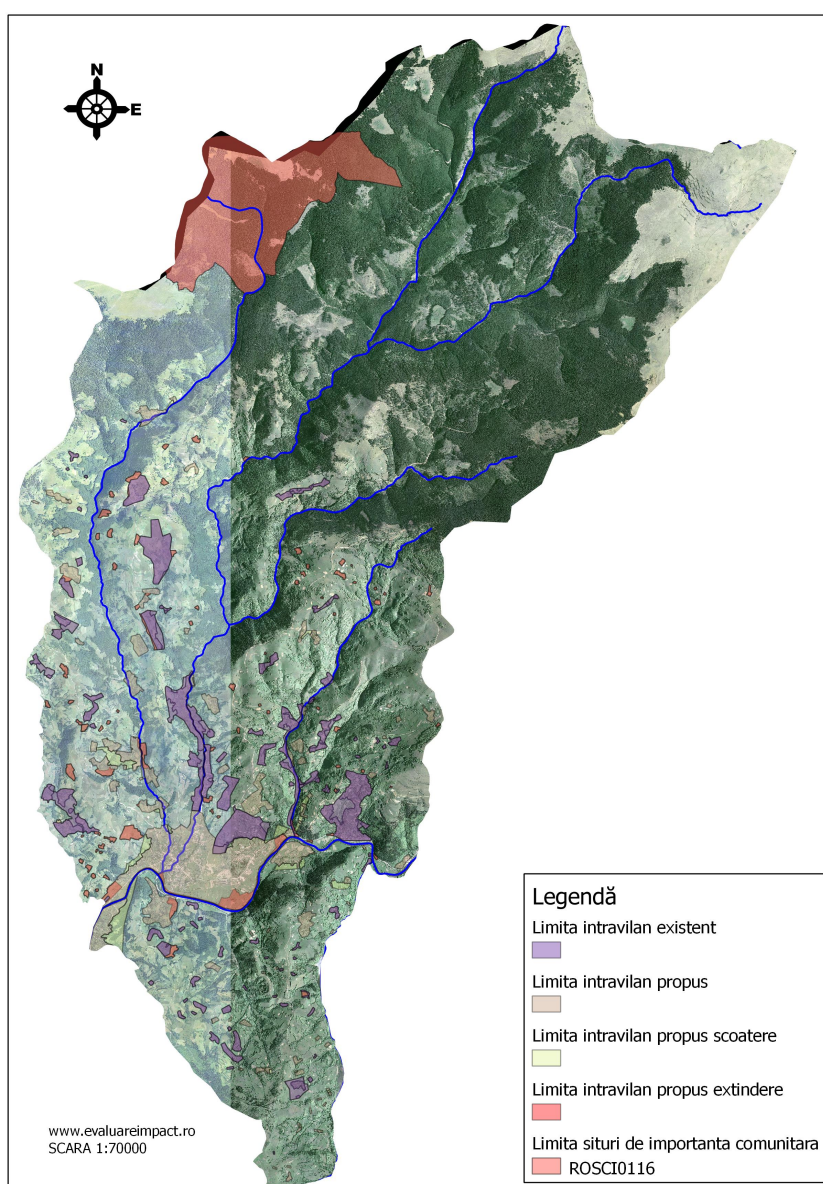 N
E
Legendă
Limita intravilan existent
Limita intravilan propus
Limita intravilan propus scoatere
Limita intravilan propus extindere
Limita situri de importanta comunitara
ROSCI0116
www.evaluareimpact.ro
SCARA 1:70000